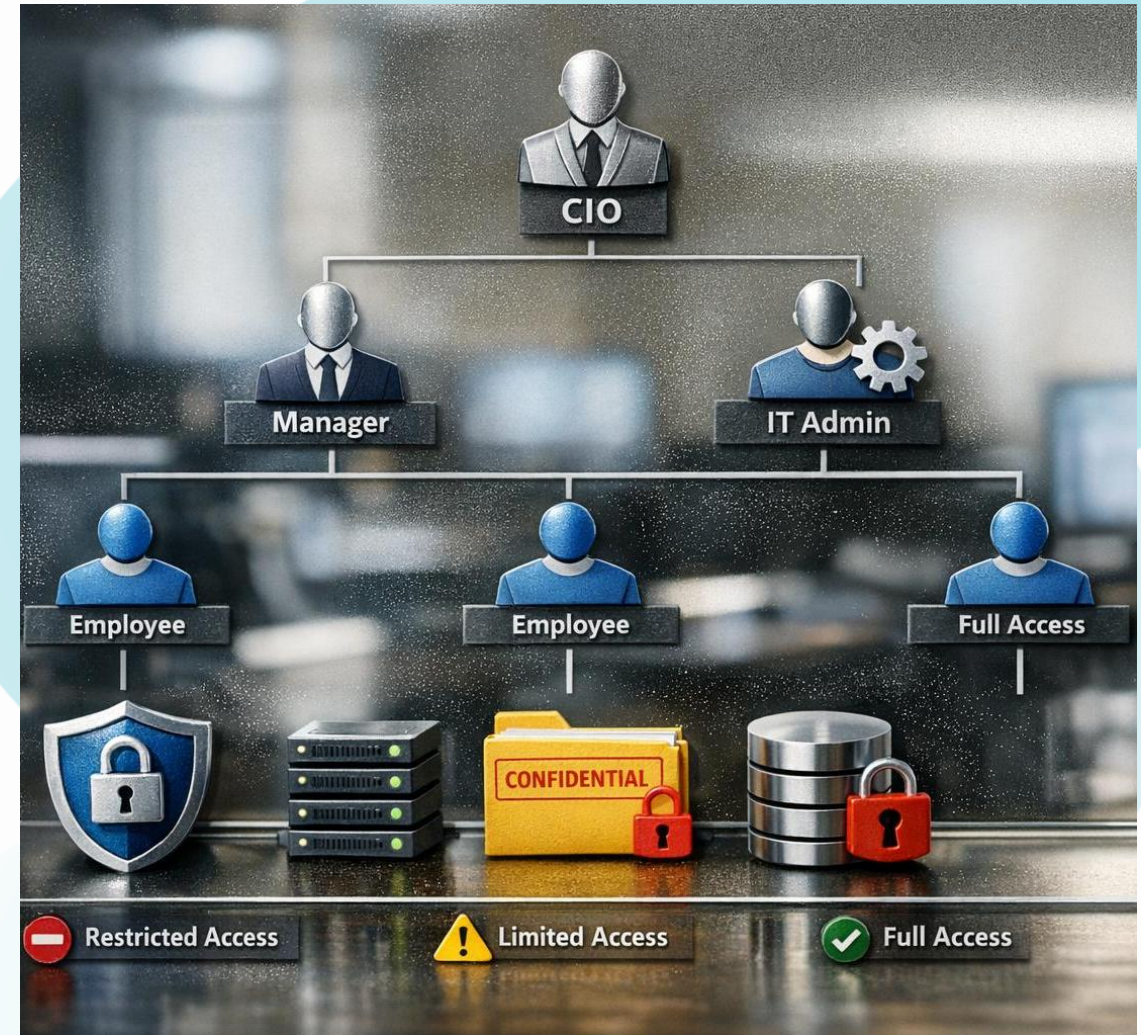 CIO
Manager
IT Admin
Employee
Employee
Full Access
CONFIDENTIAL
Restricted Access
Limited Access
Full Access